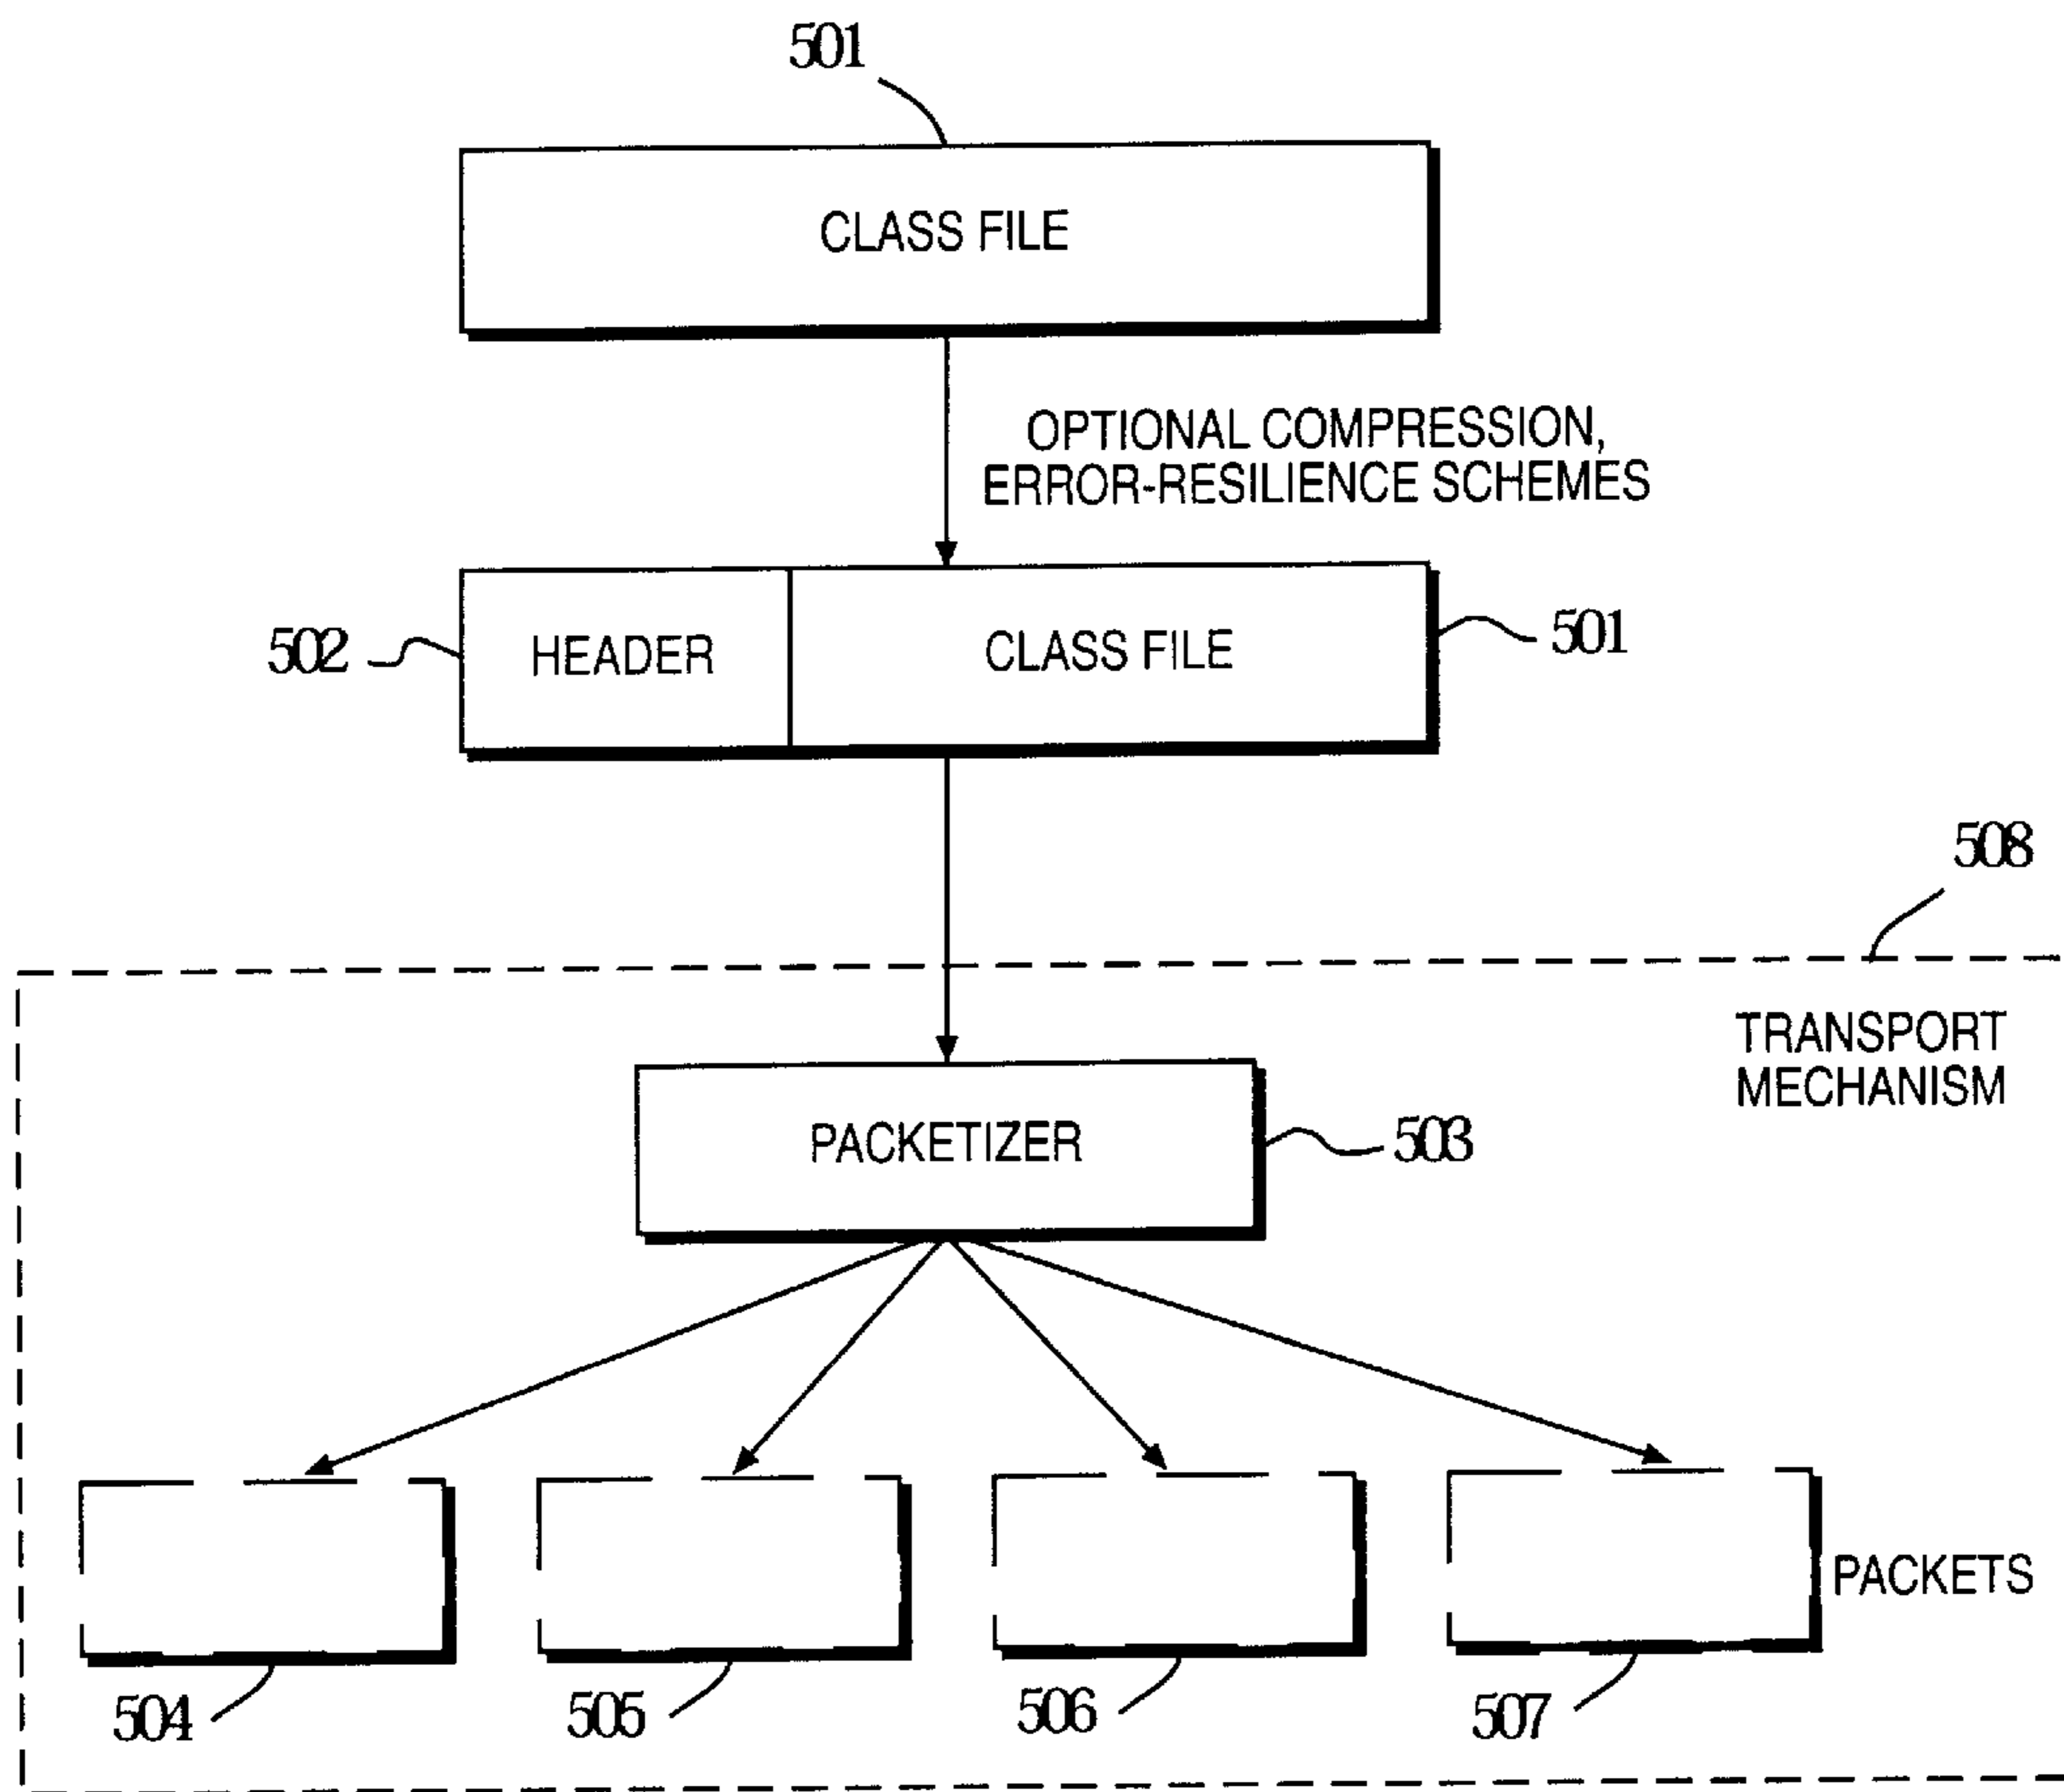 501
CLASS FILE
OPTIONAL COMPRESSION,
ERROR-RESILIENCE SCHEMES
502
HEADER
CLASS FILE
501
508
TRANSPORT
MECHANISM
PACKETIZER
503
PACKETS
504
505
506
507